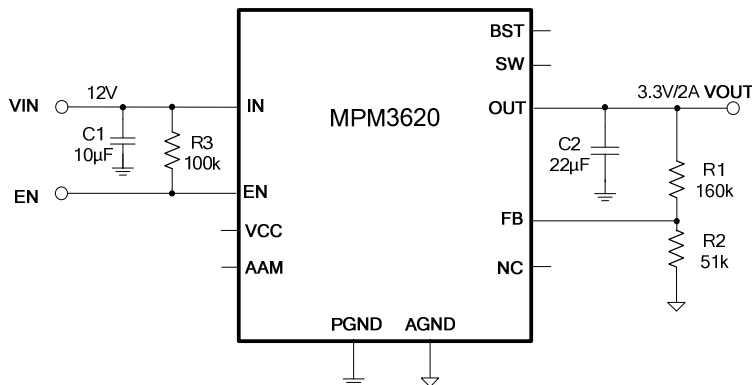 BST
SW
VIN
12V
IN
MPM3620
OUT
3.3V/2A VOUT
C1
10µF
R3
100k
C2
22µF
R1
160k
EN
EN
FB
VCC
R2
51k
AAM
NC
PGND
AGND